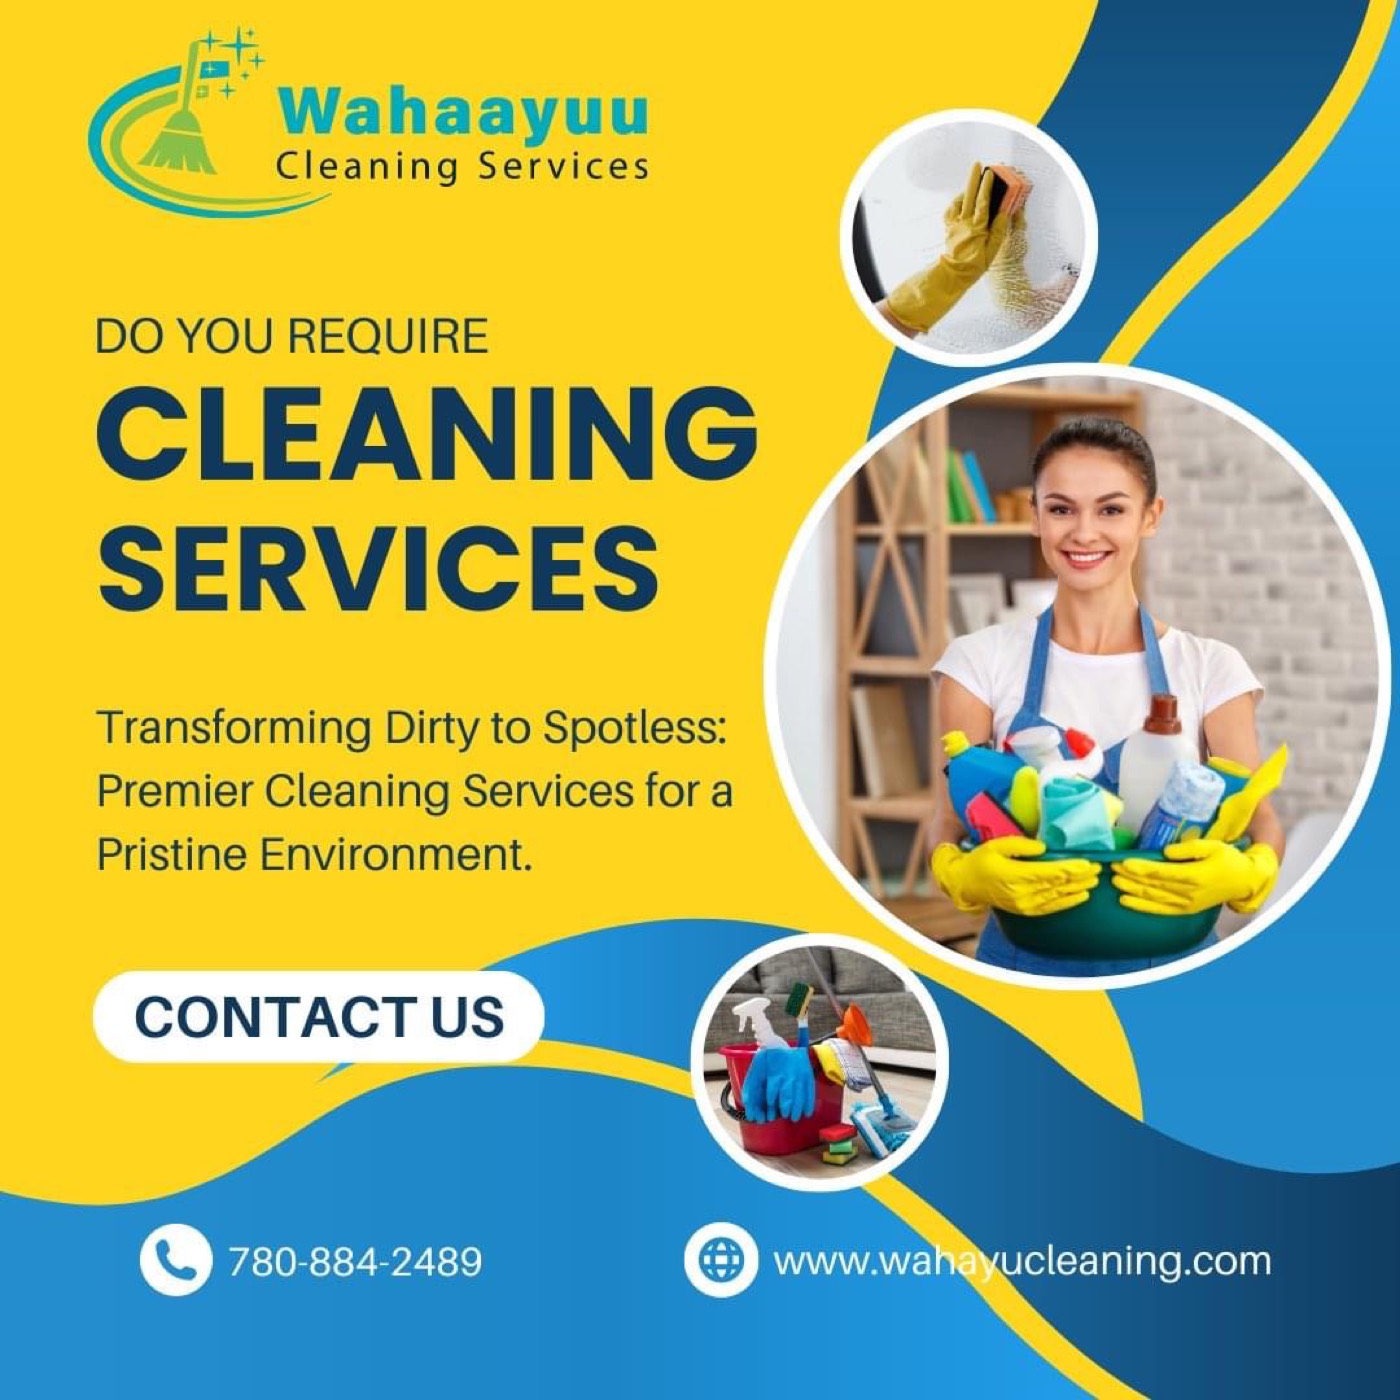 Wahaayuu
Cleaning Services
DO YOU REQUIRE
CLEANING
SERVICES
Transforming Dirty to Spotless:
Premier Cleaning Services for a
Pristine Environment.
CONTACT US
780-884-2489
www.wahayucleaning.com